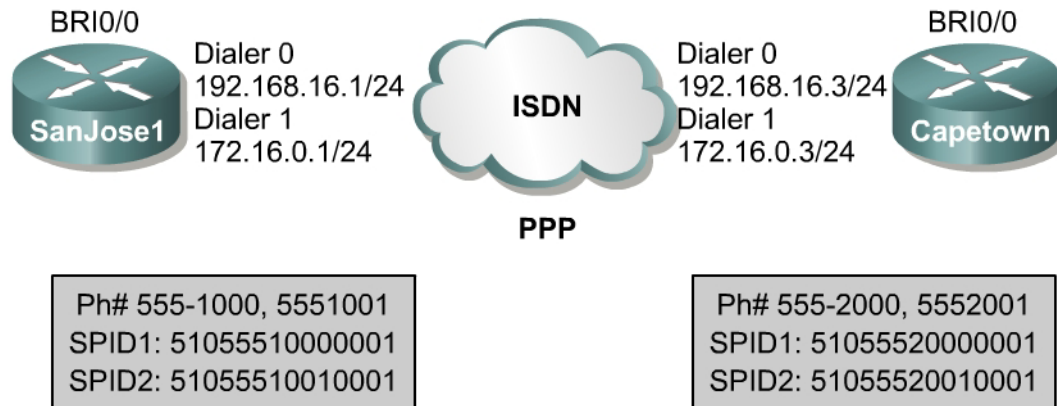 BRI0/0
BRI0/0
Dialer 0
192.168.16.1/24
Dialer 1
172.16.0.1/24
SanJose1
ISDN
Dialer 0
192.168.16.3/24
Dialer 1
172.16.0.3/24
Capetown
PPP
Ph# 555-1000, 5551001
SPID1: 51055510000001
SPID2: 51055510010001
Ph# 555-2000, 5552001
SPID1: 51055520000001
SPID2: 51055520010001